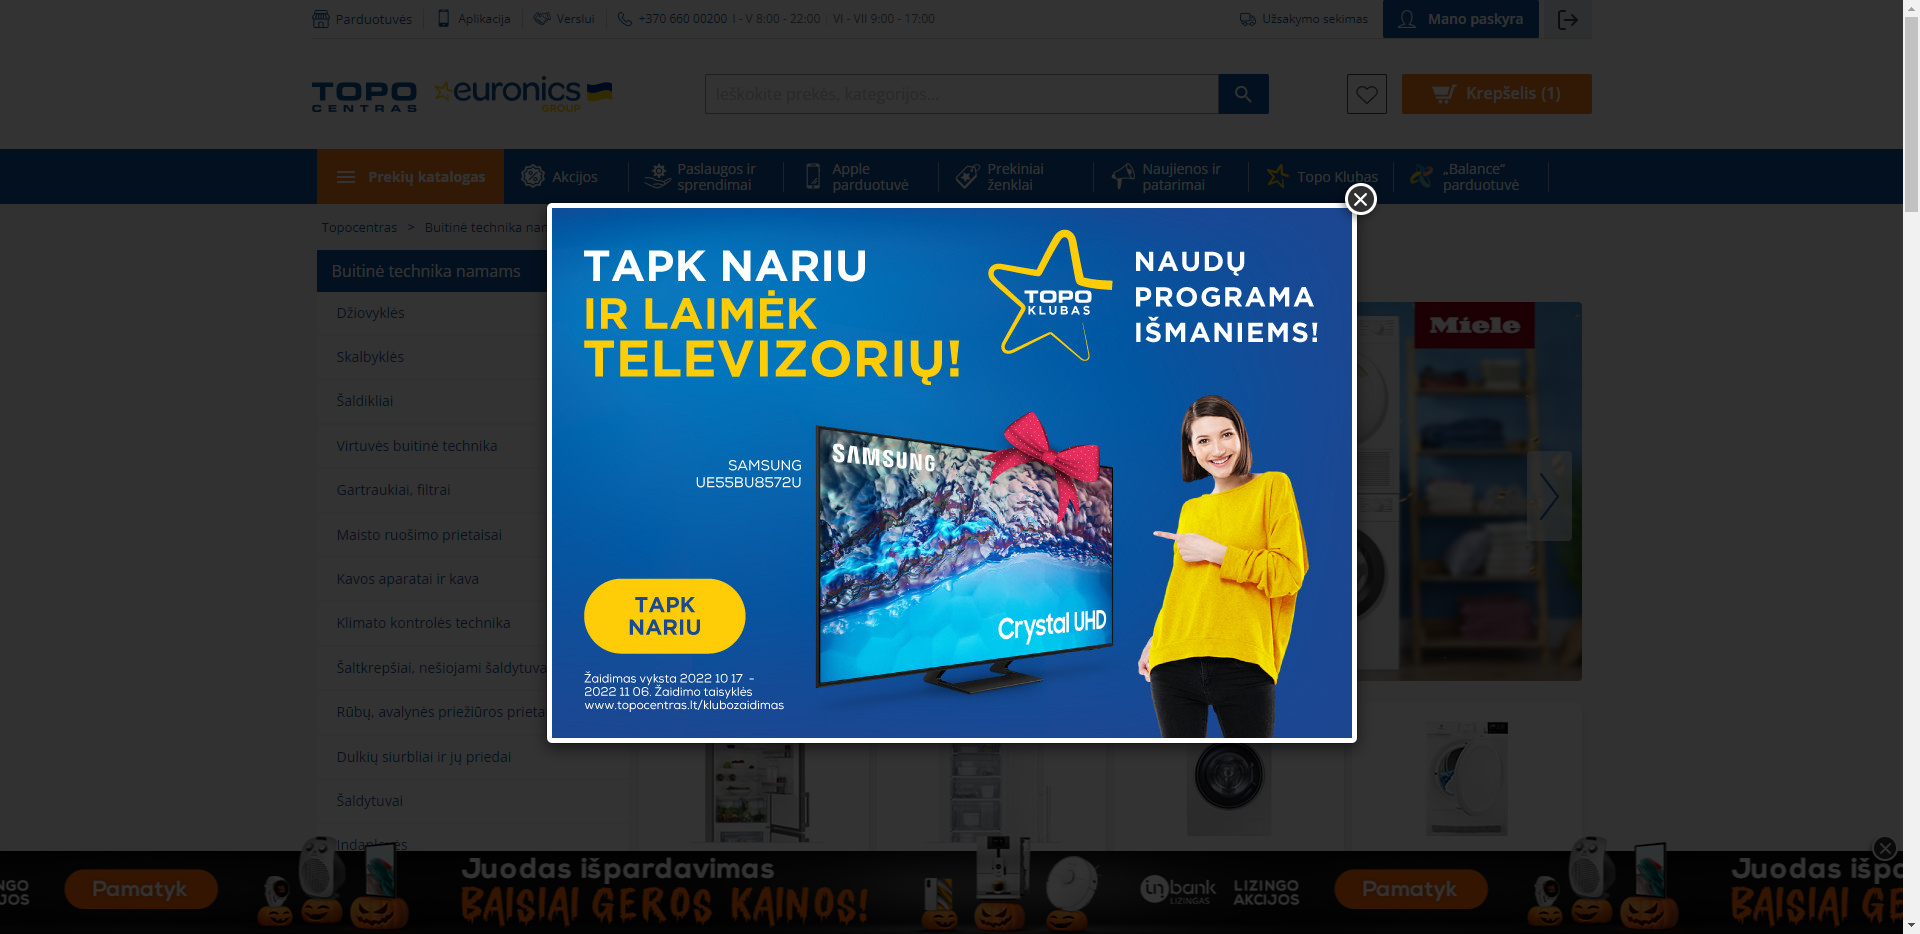 Parduotuvės
Aplikacija
Verslui
+370 660 00200 I - V 8:00 - 22:00 | VI - VII 9:00 - 17:00
Užsakymo sekimas
Mano paskyra
TOPO
CENTRAS
euronics
GROUP
Ieškokite prekės, kategorijos...
Krepšelis (1)
Prekių katalogas
Akcijos
Paslaugos ir
sprendimai
Apple
parduotuvė
Prekiniai
ženklai
Naujienos ir
patarimai
Topo Klubas
„Balance“
parduotuvė
Topocentras > Buitinė technika nam
Buitinė technika namams
Džiovyklės
Skalbyklės
Šaldikliai
Virtuvės buitinė technika
Gartraukiai, filtrai
Maisto ruošimo prietaisai
Kavos aparatai ir kava
Klimato kontrolės technika
Šaltkrepšiai, nešiojami šaldytuva
Rūbų, avalynės priežiūros prieta
Dulkių siurbliai ir jų priedai
Šaldytuvai
Indaplovės
TAPK NARIU
IR LAIMĖK
TELEVIZORIŲ!
TOPO
KLUBAS
NAUDŲ
PROGRAMA
IŠMANIEMS!
SAMSUNG
UE55BU8572U
SAMSUNG
Crystal UHD
TAPK
NARIU
Žaidimas vyksta 2022 10 17 -
2022 11 06. Žaidimo taisyklės
www.topocentras.lt/klubozaidimas
Miele
NGO
JOS
Pamatyk
Juodas išpardavimas
BAISIAI GEROS KAINOS!
inbank
LIZINGAS
LIZINGO
AKCIJOS
Pamatyk
Juodas išpa
BAISIAI GE